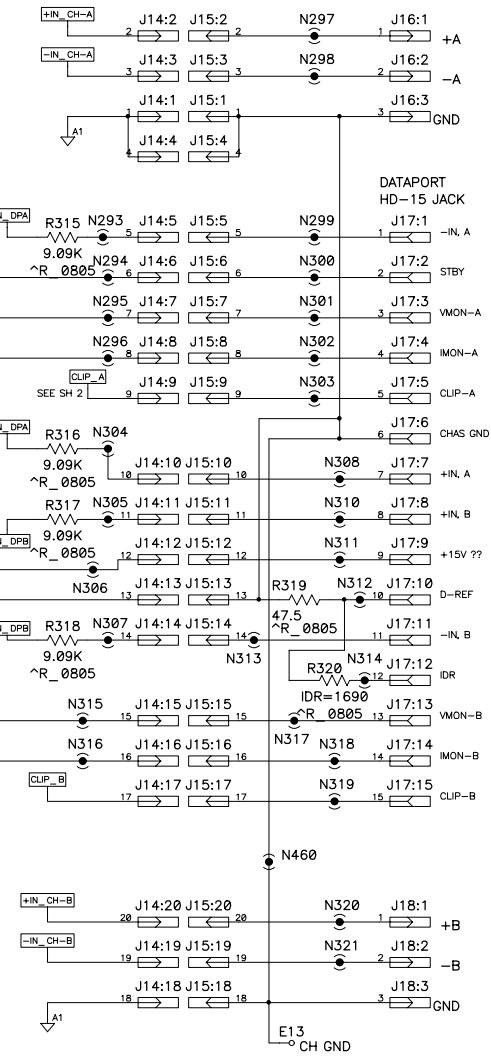 +IN_CH-A J14:2 J15:2 N297 J16:1
2 2 1 +A
-IN_CH-A J14:3 J15:3 N298 J16:2
3 3 2 -A
J14:1 J15:1 J16:3
1 1 3 GND
A1
J14:4 J15:4
4 4
DATAPORT
HD-15 JACK
N_DPA R315 N293 J14:5 J15:5 N299 J17:1
5 5 1 -IN, A
9.09K
^R_0805
N294 J14:6 J15:6 N300 J17:2
6 6 2 STBY
N295 J14:7 J15:7 N301 J17:3
7 7 3 VMON-A
N296 J14:8 J15:8 N302 J17:4
8 8 4 IMON-A
CLIP_A J14:9 J15:9 N303 J17:5
SEE SH 2 9 9 5 CLIP-A
N_DPA R316 N304 J17:6
6 CHAS GND
9.09K
^R_0805
J14:10 J15:10 N308 J17:7
10 10 7 +IN, A
R317 N305 J14:11 J15:11 N310 J17:8
11 11 8 +IN, B
9.09K
N_DPB ^R_0805
J14:12 J15:12 N311 J17:9
12 12 9 +15V ??
N306
J14:13 J15:13 R319 N312 J17:10
13 13 10 D-REF
47.5
^R_0805
N_DPB R318 N307 J14:14 J15:14 J17:11
14 14 11 -IN, B
9.09K
^R_0805
N313
R320 N314 J17:12
12 IDR
IDR=1690
^R_0805
N315 J14:15 J15:15 J17:13
15 15 13 VMON-B
N317
N316 J14:16 J15:16 N318 J17:14
16 16 14 IMON-B
CLIP_B J14:17 J15:17 N319 J17:15
17 17 15 CLIP-B
N460
+IN_CH-B J14:20 J15:20 N320 J18:1
20 20 1 +B
-IN_CH-B J14:19 J15:19 N321 J18:2
19 19 2 -B
J14:18 J15:18 J18:3
18 18 3 GND
A1
E13
CH GND